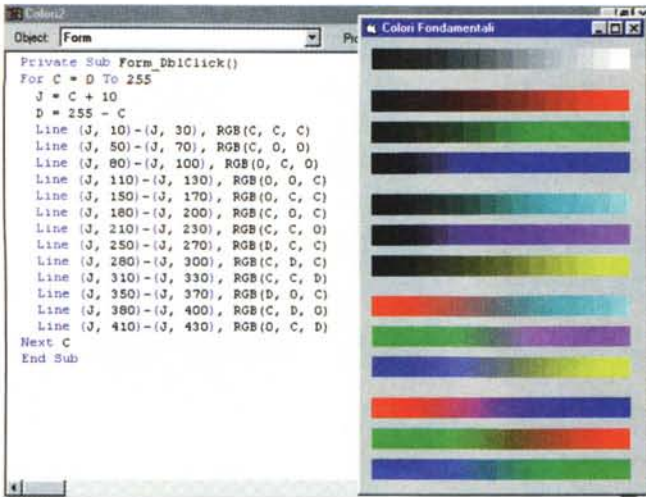 Colori2
Object: Form Pro
Private Sub Form_DblClick()
For C = D To 255
J = C + 10
D = 255 - C
Line (J, 10)-(J, 30), RGB(C, C, C)
Line (J, 50)-(J, 70), RGB(C, 0, 0)
Line (J, 80)-(J, 100), RGB(0, C, 0)
Line (J, 110)-(J, 130), RGB(0, 0, C)
Line (J, 150)-(J, 170), RGB(0, C, C)
Line (J, 180)-(J, 200), RGB(C, 0, C)
Line (J, 210)-(J, 230), RGB(C, C, 0)
Line (J, 250)-(J, 270), RGB(D, C, C)
Line (J, 280)-(J, 300), RGB(C, D, C)
Line (J, 310)-(J, 330), RGB(C, C, D)
Line (J, 350)-(J, 370), RGB(D, 0, C)
Line (J, 380)-(J, 400), RGB(C, D, 0)
Line (J, 410)-(J, 430), RGB(0, C, D)
Next C
End Sub
Colori Fondamentali